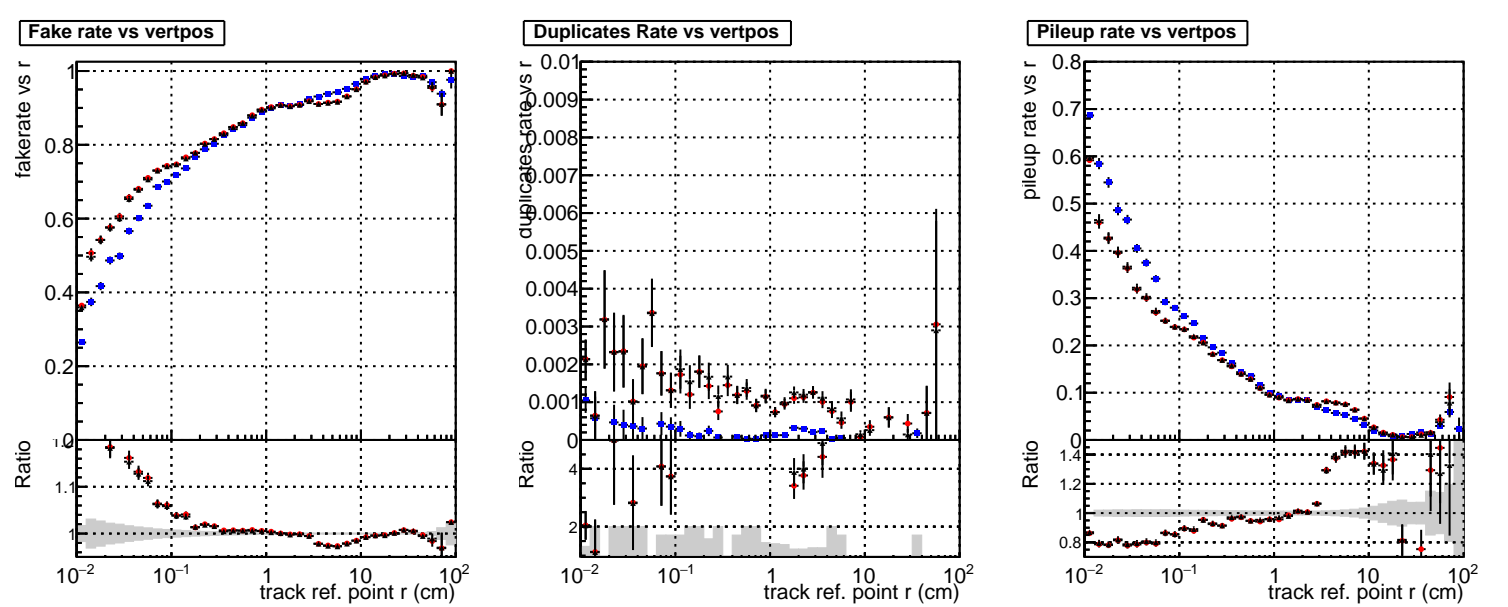 Fake rate vs vertpos
fakerate vs r
1
0.8
0.6
0.4
0.2
0
Ratio
1.1
1
10⁻² 10⁻¹ 1 10 10²
track ref. point r (cm)
Duplicates Rate vs vertpos
duplicates rate vs r
0.01
0.009
0.008
0.007
0.006
0.005
0.004
0.003
0.002
0.001
0
Ratio
4
2
10⁻² 10⁻¹ 1 10 10²
track ref. point r (cm)
Pileup rate vs vertpos
pileup rate vs r
0.8
0.7
0.6
0.5
0.4
0.3
0.2
0.1
0
Ratio
1.4
1.2
1
0.8
10⁻² 10⁻¹ 1 10 10²
track ref. point r (cm)